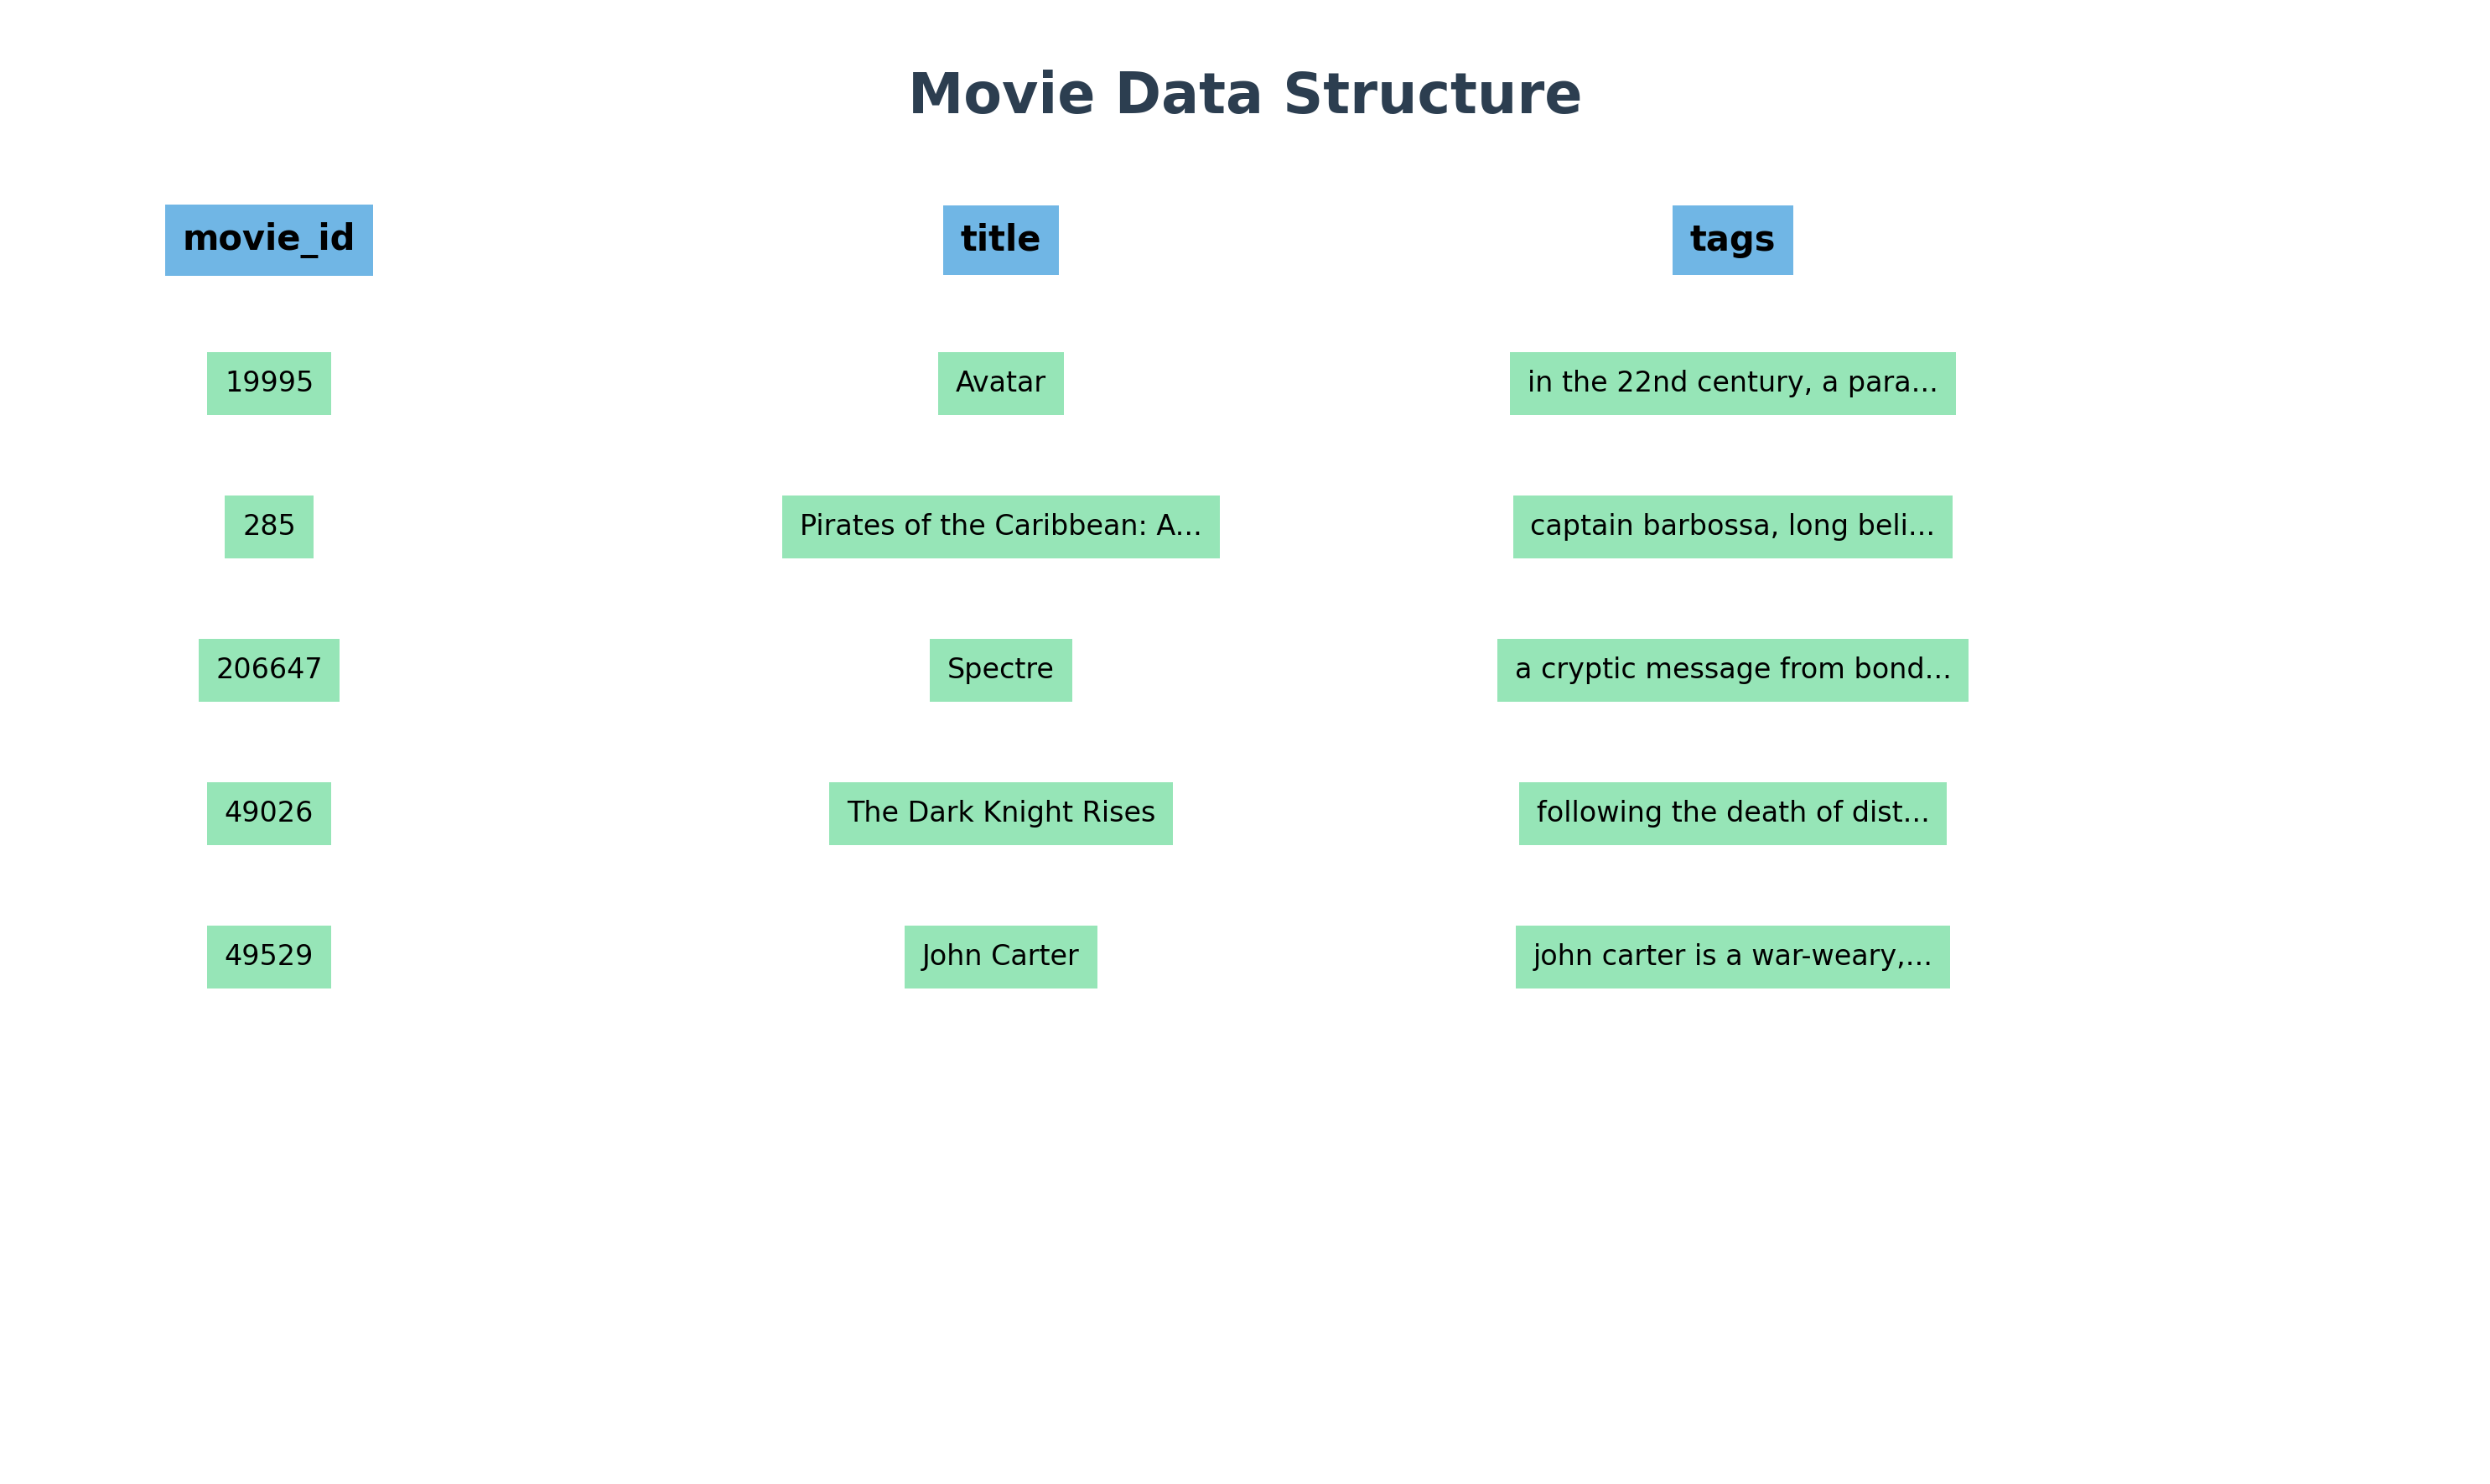 Movie Data Structure
movie_id title tags
19995 Avatar in the 22nd century, a para...
285 Pirates of the Caribbean: A... captain barbossa, long beli...
206647 Spectre a cryptic message from bond...
49026 The Dark Knight Rises following the death of dist...
49529 John Carter john carter is a war-weary,...